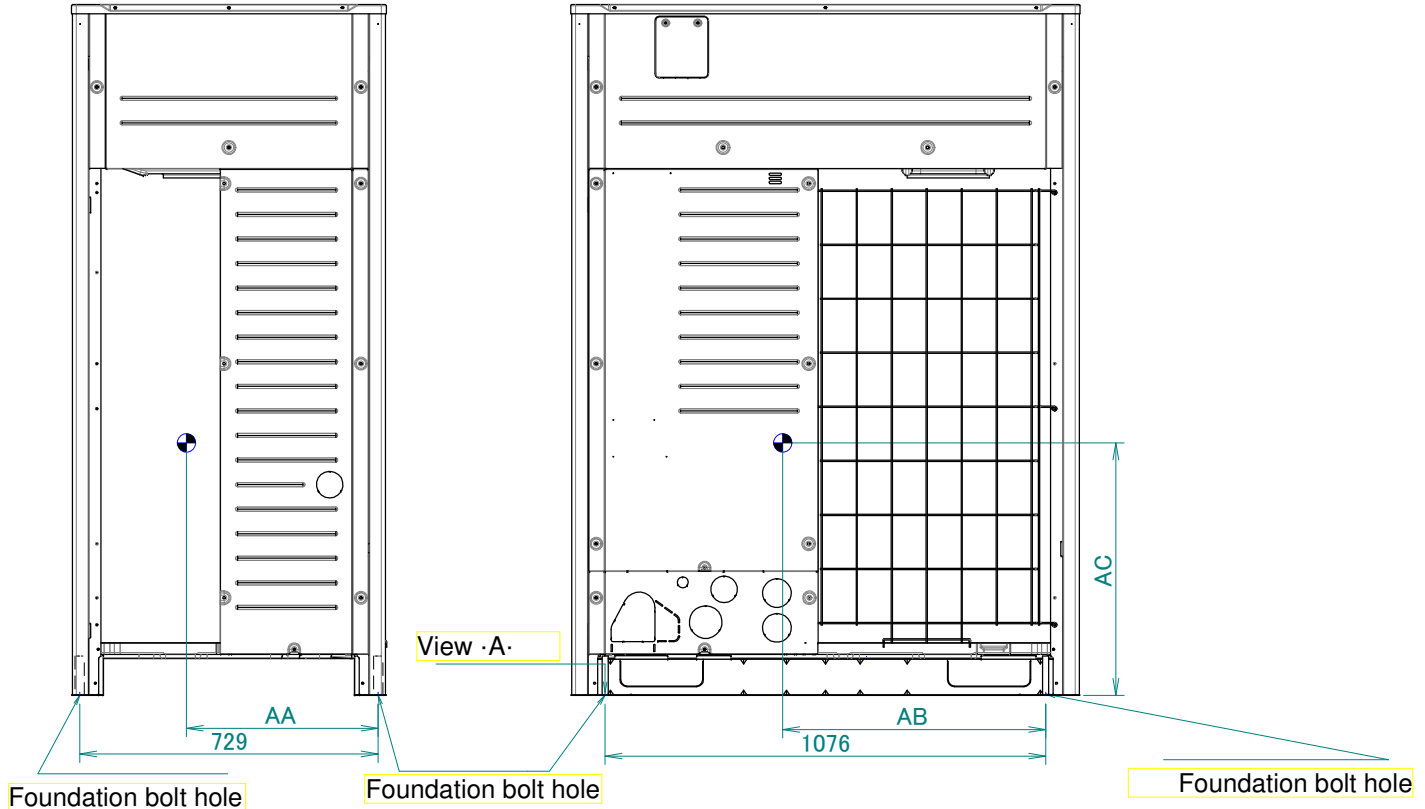 AC
View ·A·
AA
729
AB
1076
Foundation bolt hole
Foundation bolt hole
Foundation bolt hole